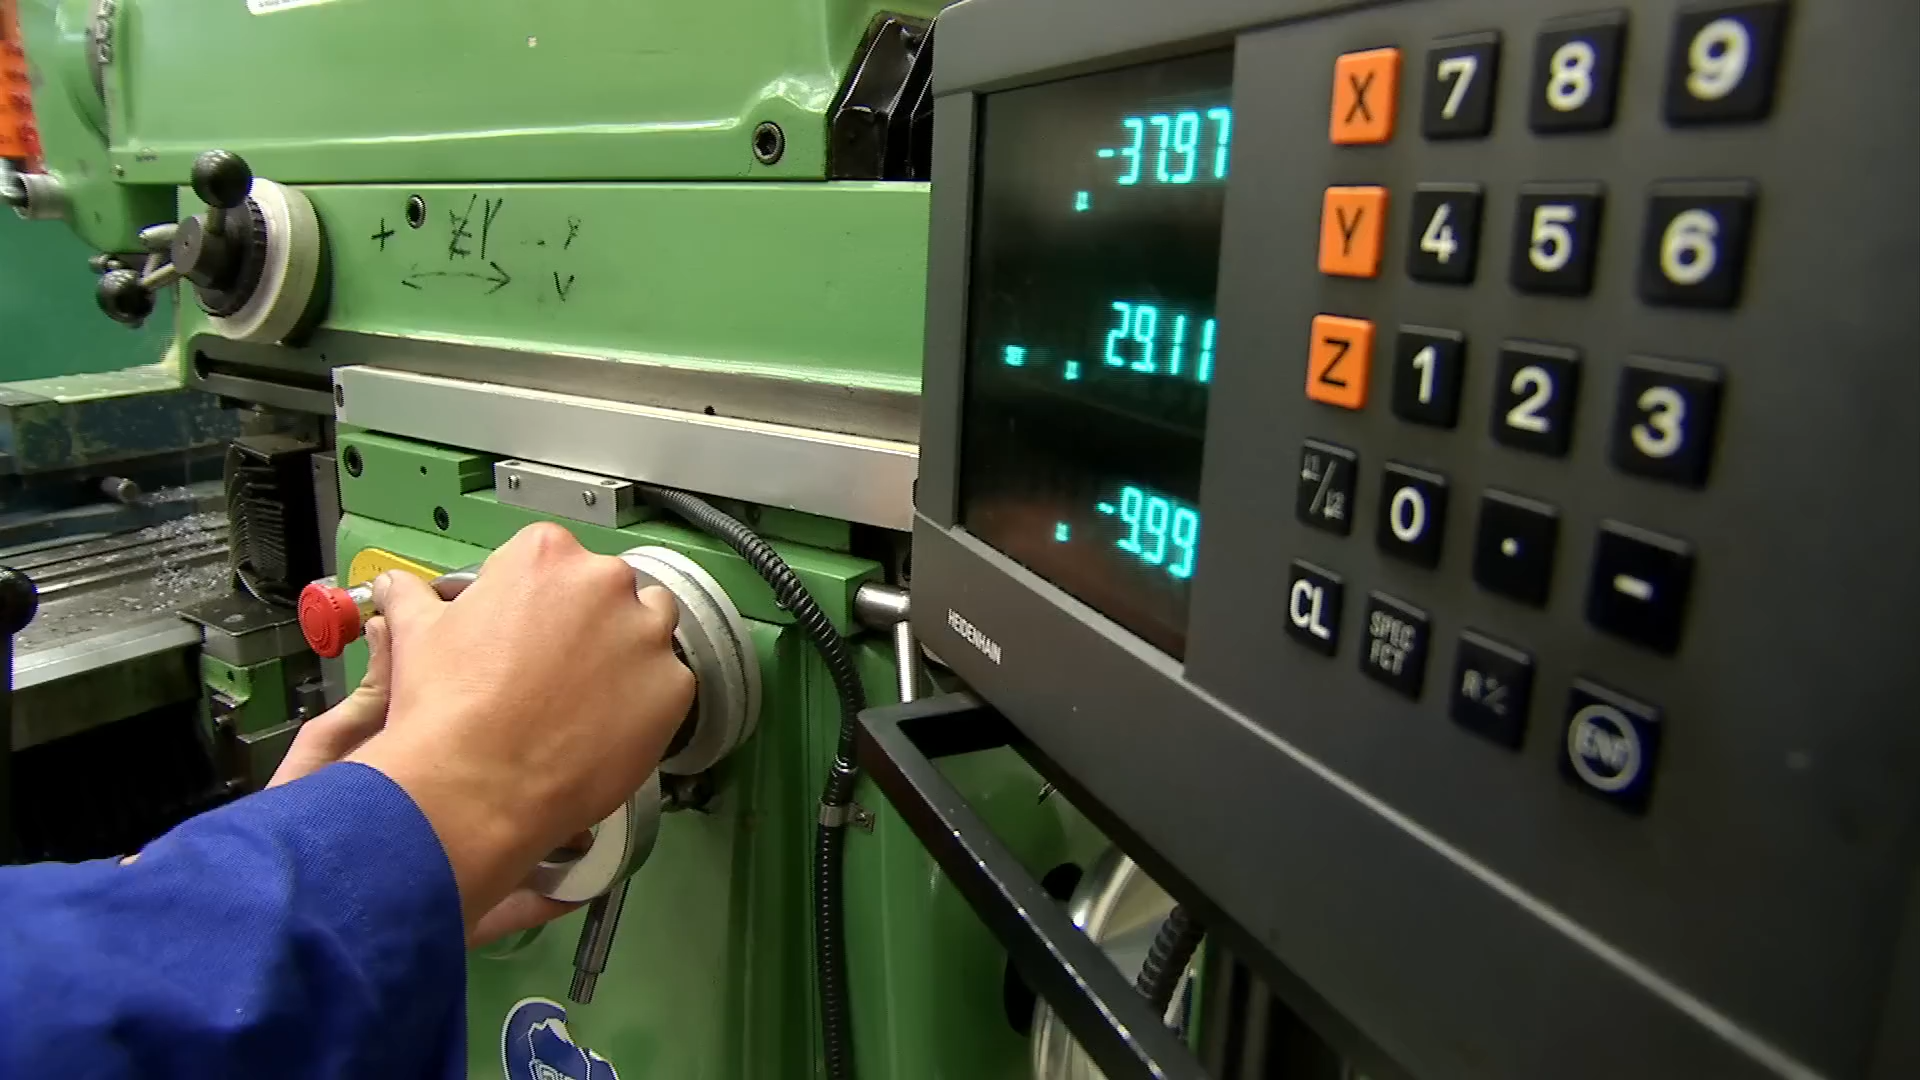 + Z Y
-37.97
29.11
SET
-9.99
X 7 8 9
Y 4 5 6
Z 1 2 3
0 . -
CL SPEC FCT R% ENT
HEIDENHAIN